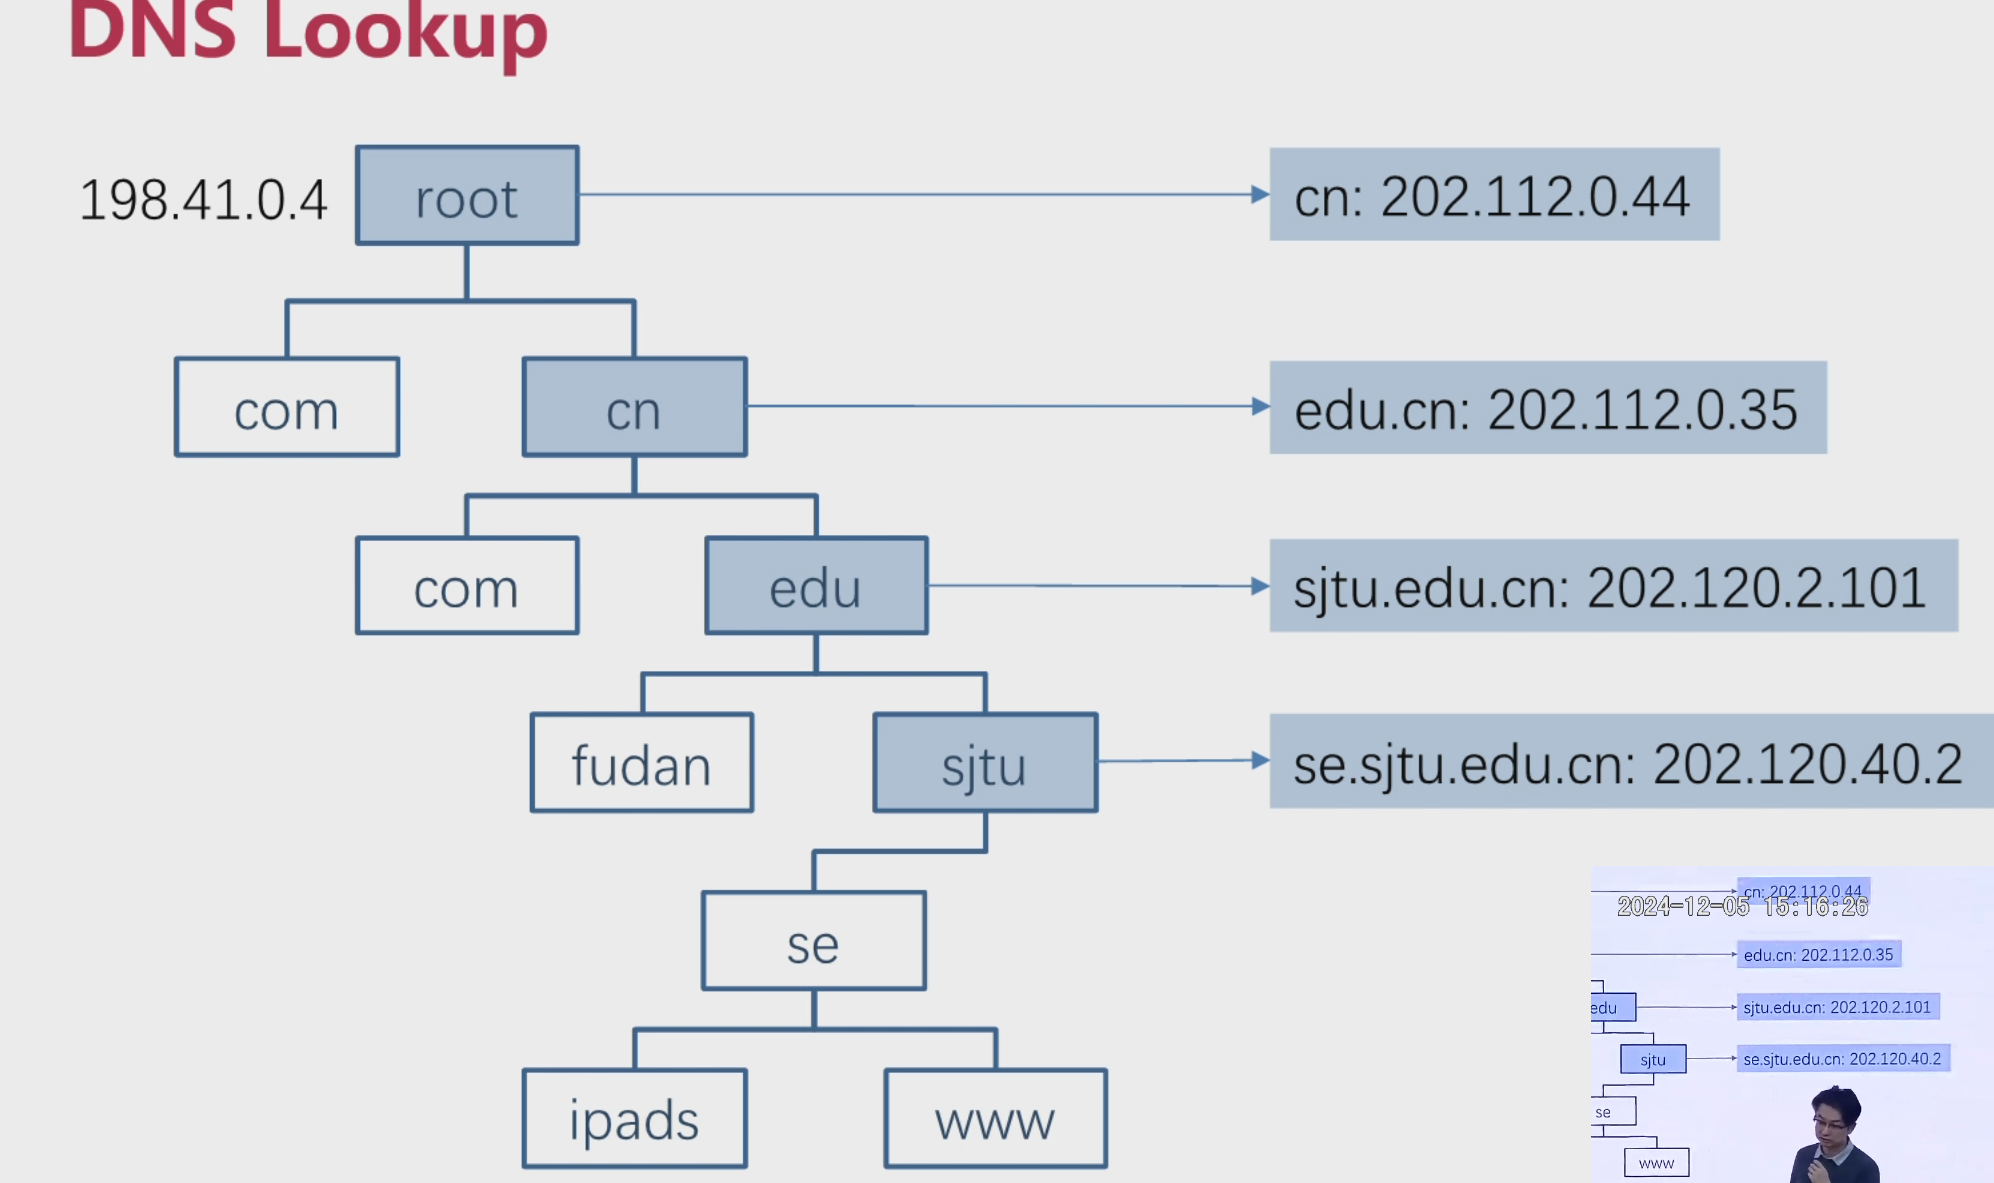 DNS Lookup
198.41.0.4
root
cn: 202.112.0.44
com
cn
edu.cn: 202.112.0.35
com
edu
sjtu.edu.cn: 202.120.2.101
fudan
sjtu
se.sjtu.edu.cn: 202.120.40.2
se
ipads
www
cn: 202.112.0.44
2024-12-05 15:16:26
edu.cn: 202.112.0.35
edu
sjtu.edu.cn: 202.120.2.101
sjtu
se.sjtu.edu.cn: 202.120.40.2
se
www